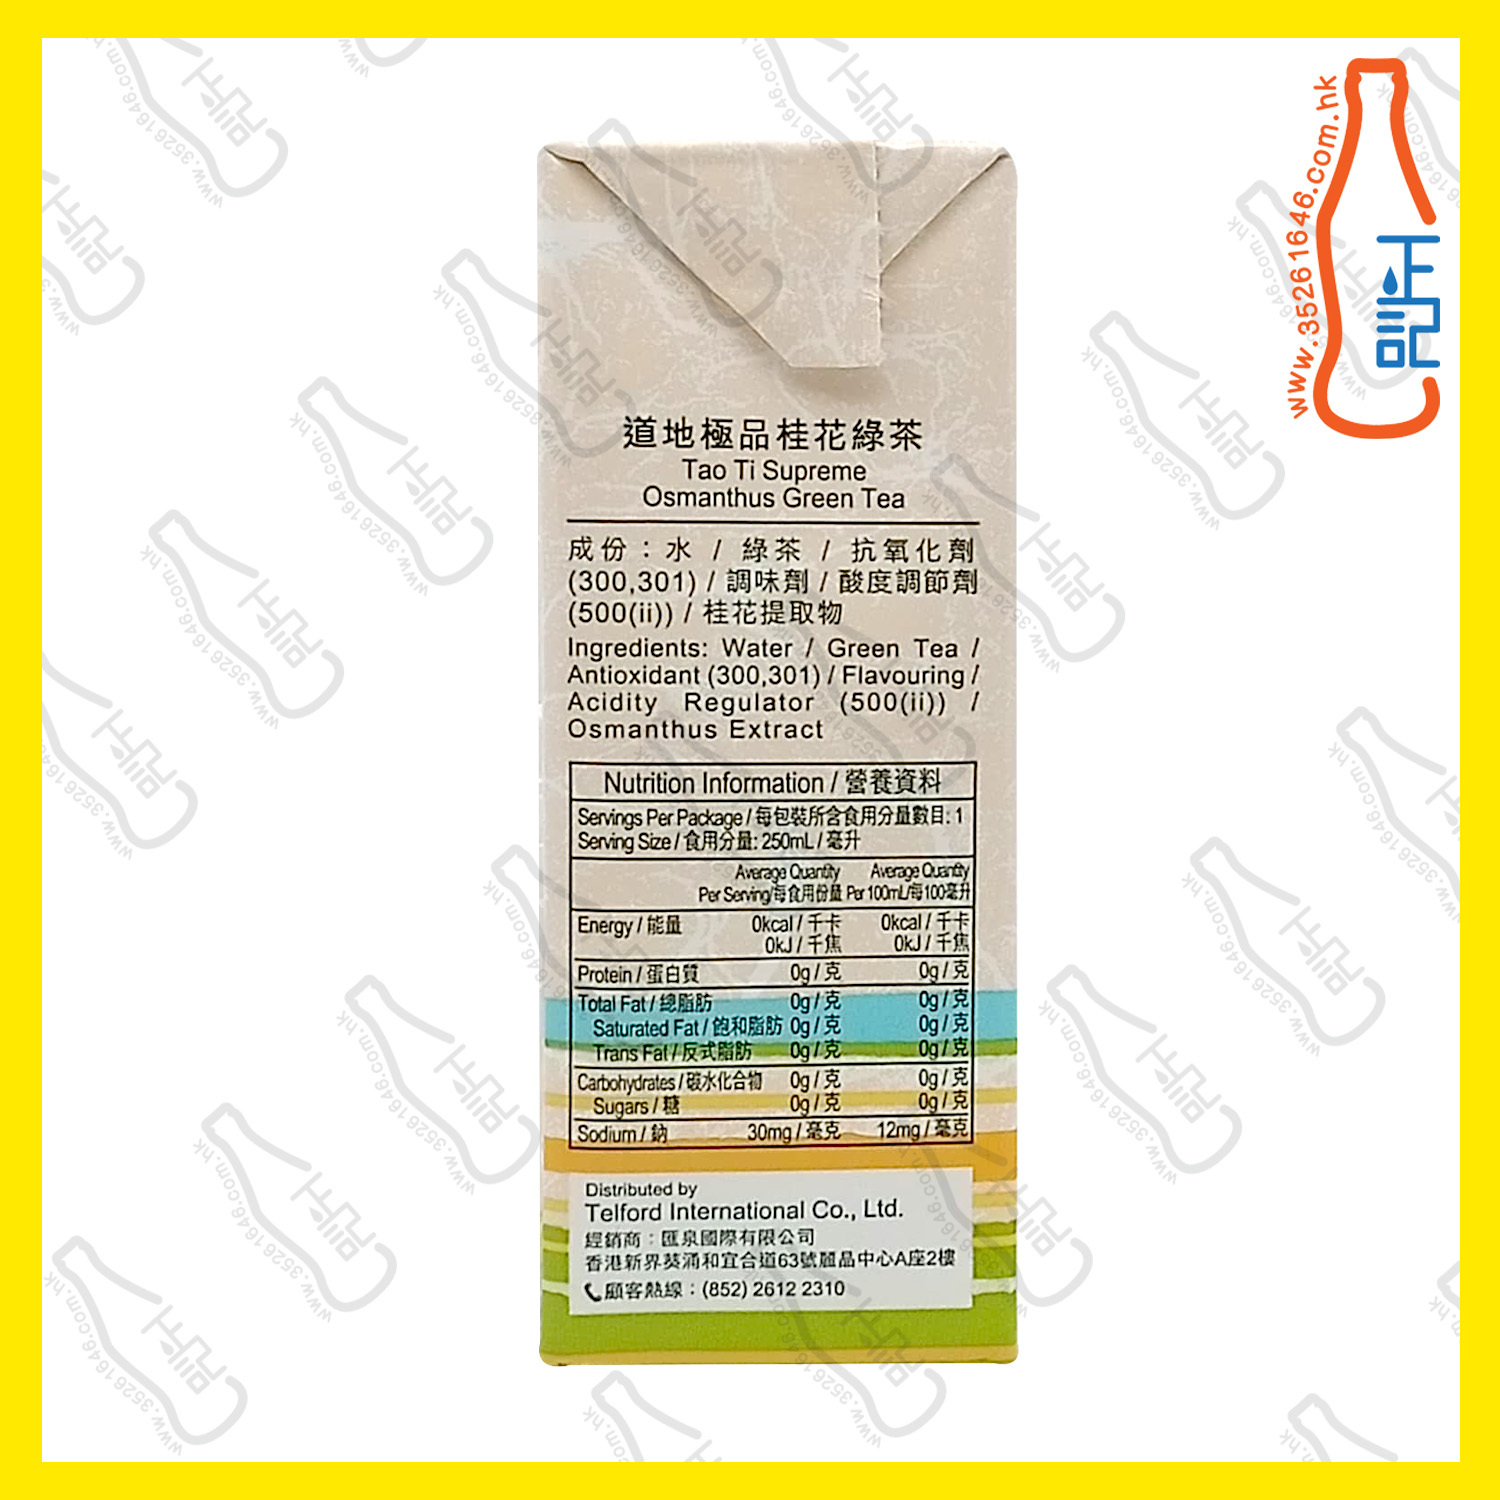 www.35261646.com.hk
正記
道地極品桂花綠茶
Tao Ti Supreme
Osmanthus Green Tea
成份：水 / 綠茶 / 抗氧化劑
(300,301) / 調味劑 / 酸度調節劑
(500(ii)) / 桂花提取物
Ingredients: Water / Green Tea /
Antioxidant (300,301) / Flavouring /
Acidity Regulator (500(ii)) /
Osmanthus Extract
Nutrition Information / 營養資料
Servings Per Package / 每包裝所含食用分量數目: 1
Serving Size / 食用分量: 250mL / 毫升
Average Quantity Average Quantity
Per Serving/每食用份量 Per 100mL/每100毫升
Energy / 能量 0kcal / 千卡 0kcal / 千卡
0kJ / 千焦 0kJ / 千焦
Protein / 蛋白質 0g / 克 0g / 克
Total Fat / 總脂肪 0g / 克 0g / 克
Saturated Fat / 飽和脂肪 0g / 克 0g / 克
Trans Fat / 反式脂肪 0g / 克 0g / 克
Carbohydrates / 碳水化合物 0g / 克 0g / 克
Sugars / 糖 0g / 克 0g / 克
Sodium / 鈉 30mg / 毫克 12mg / 毫克
Distributed by
Telford International Co., Ltd.
經銷商：匯泉國際有限公司
香港新界葵涌和宜合道63號麗晶中心A座2樓
顧客熱線：(852) 2612 2310